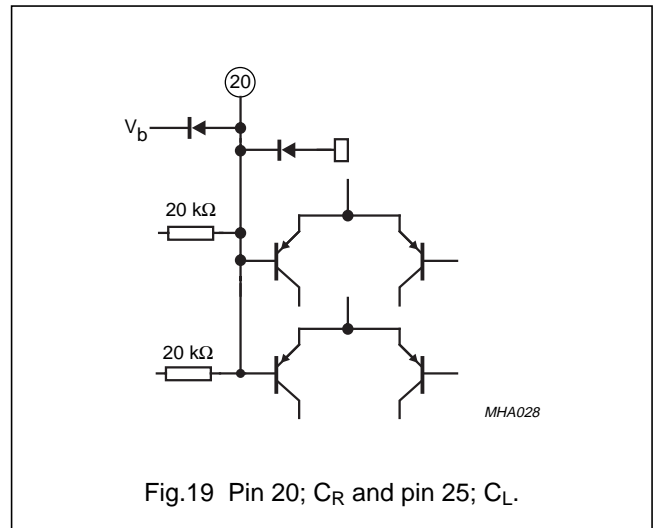 20
V_b
20 kΩ
20 kΩ
MHA028
Fig.19 Pin 20; C_R and pin 25; C_L.